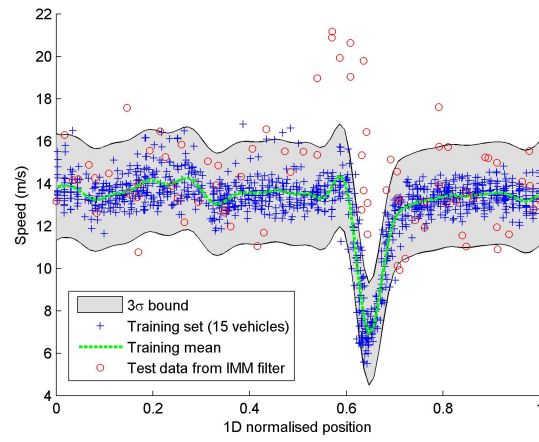 22
20
18
16
14
12
10
8
6
4
Speed (m/s)
3σ bound
Training set (15 vehicles)
Training mean
Test data from IMM filter
0 0.2 0.4 0.6 0.8 1
1D normalised position